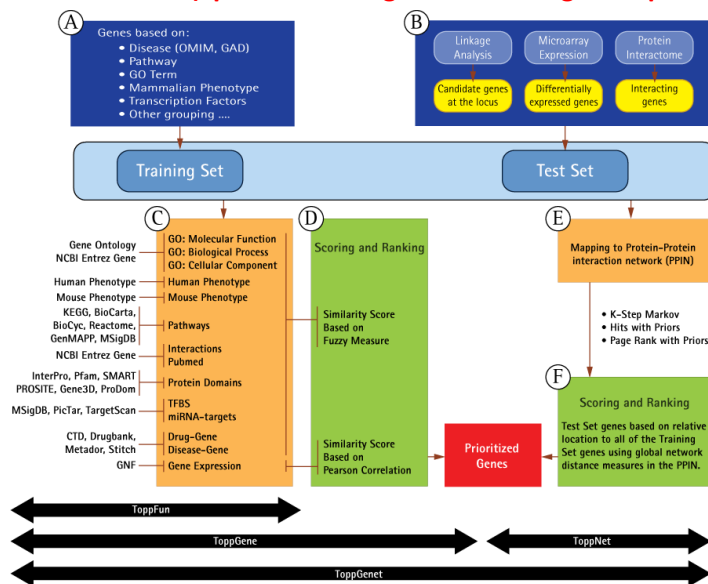 A
Genes based on:
• Disease (OMIM, GAD)
• Pathway
• GO Term
• Mammalian Phenotype
• Transcription Factors
• Other grouping ....
B
Linkage
Analysis
Microarray
Expression
Protein
Interactome
Candidate genes
at the locus
Differentially
expressed genes
Interacting
genes
Training Set
Test Set
C
Gene Ontology
NCBI Entrez Gene
GO: Molecular Function
GO: Biological Process
GO: Cellular Component
Human Phenotype
Human Phenotype
Mouse Phenotype
Mouse Phenotype
KEGG, BioCarta,
BioCyc, Reactome,
GenMAPP, MSigDB
Pathways
NCBI Entrez Gene
Interactions
Pubmed
InterPro, Pfam, SMART
PROSITE, Gene3D, ProDom
Protein Domains
MSigDB, PicTar, TargetScan
TFBS
miRNA-targets
CTD, Drugbank,
Metador, Stitch
Drug-Gene
Disease-Gene
GNF
Gene Expression
D
Scoring and Ranking
Similarity Score
Based on
Fuzzy Measure
Similarity Score
Based on
Pearson Correlation
Prioritized
Genes
E
Mapping to Protein-Protein
interaction network (PPIN)
• K-Step Markov
• Hits with Priors
• Page Rank with Priors
F
Scoring and Ranking
Test Set genes based on relative
location to all of the Training
Set genes using global network
distance measures in the PPIN.
ToppFun
ToppGene
ToppNet
ToppGenet